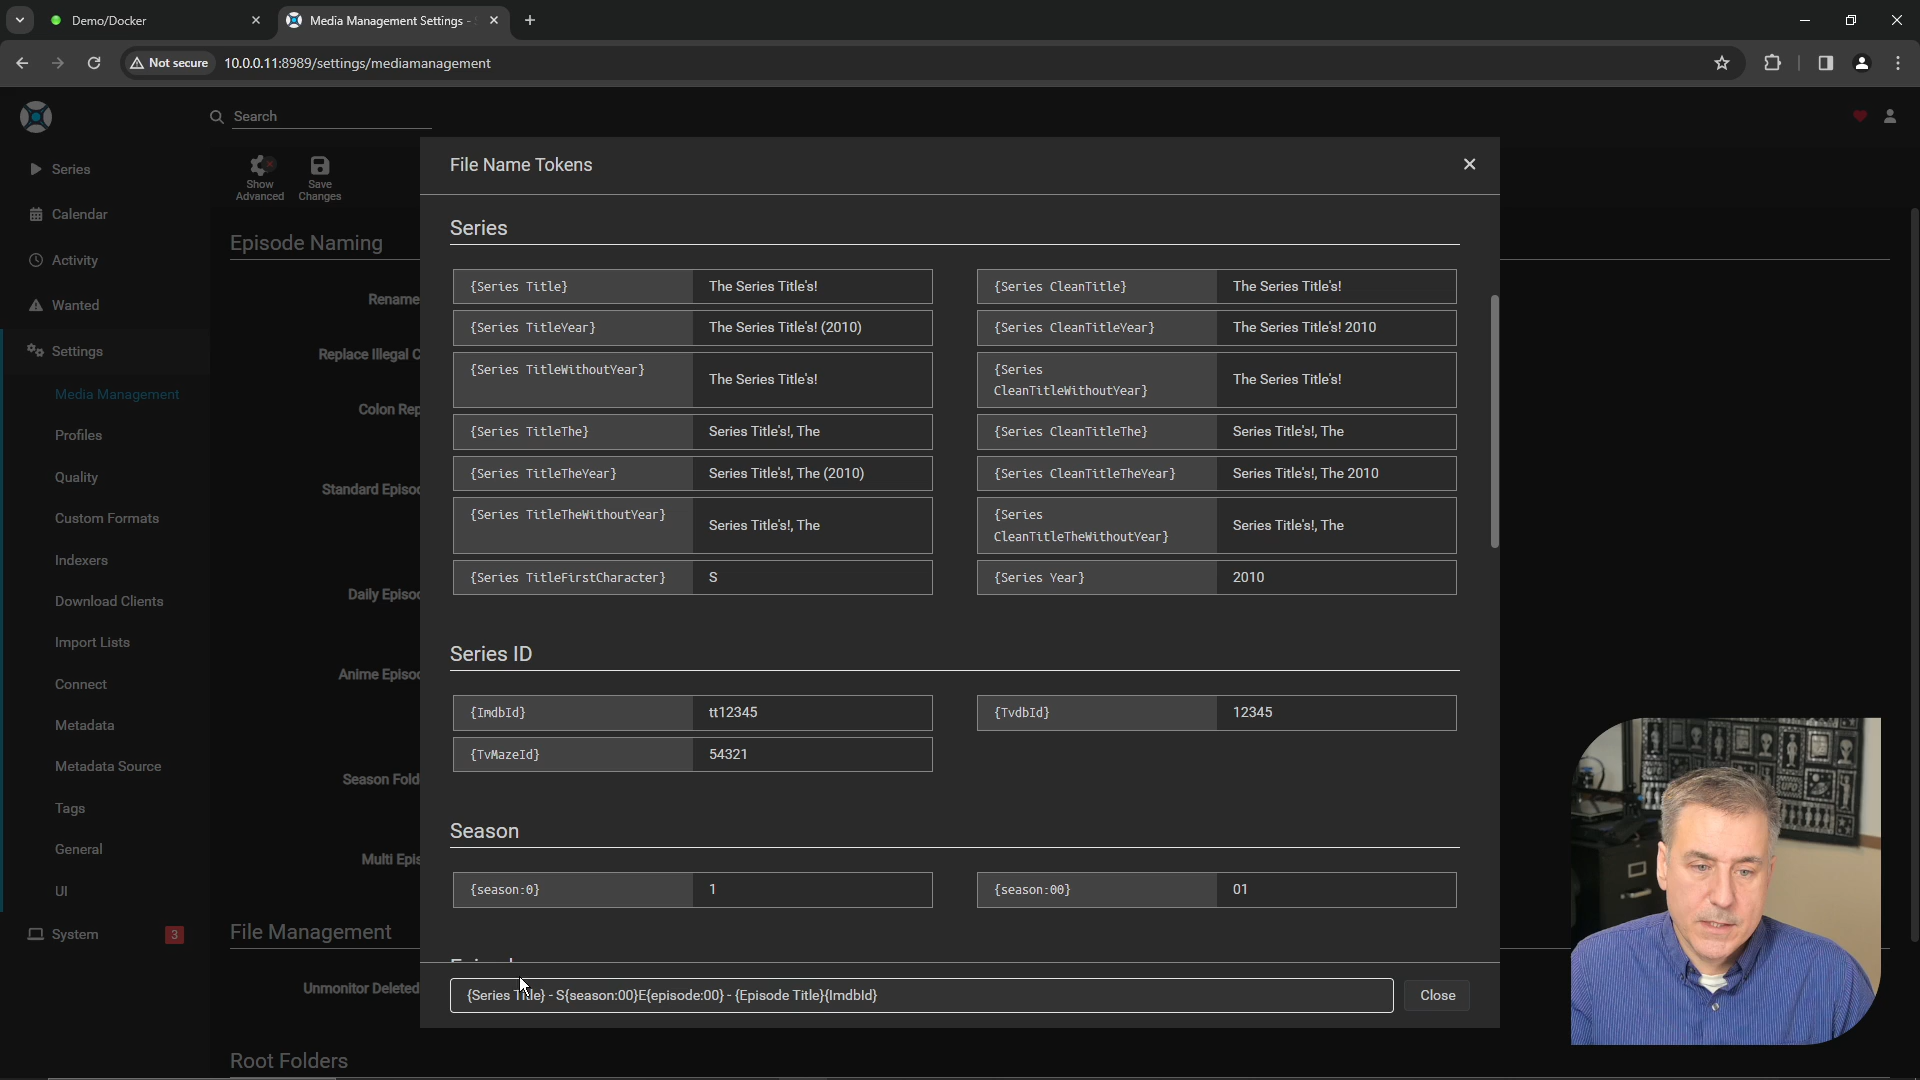 Demo/Docker
Media Management Settings -
Not secure
10.0.0.11:8989/settings/mediamanagement
Search
Series
Calendar
Activity
Wanted
Settings
Media Management
Profiles
Quality
Custom Formats
Indexers
Download Clients
Import Lists
Connect
Metadata
Metadata Source
Tags
General
UI
System
3
Show Advanced
Save Changes
Episode Naming
Rename
Replace Illegal C
Colon Rep
Standard Episo
Daily Episo
Anime Episo
Season Fold
Multi Epis
File Management
Unmonitor Deleted
Root Folders
File Name Tokens
Series
{Series Title} The Series Title's! {Series CleanTitle} The Series Title's!
{Series TitleYear} The Series Title's! (2010) {Series CleanTitleYear} The Series Title's! 2010
{Series TitleWithoutYear} The Series Title's! {Series CleanTitleWithoutYear} The Series Title's!
{Series TitleThe} Series Title's!, The {Series CleanTitleThe} Series Title's!, The
{Series TitleTheYear} Series Title's!, The (2010) {Series CleanTitleTheYear} Series Title's!, The 2010
{Series TitleTheWithoutYear} Series Title's!, The {Series CleanTitleTheWithoutYear} Series Title's!, The
{Series TitleFirstCharacter} S {Series Year} 2010
Series ID
{ImdbId} tt12345 {TvdbId} 12345
{TvMazeId} 54321
Season
{season:0} 1 {season:00} 01
{Series Title} - S{season:00}E{episode:00} - {Episode Title}{ImdbId}
Close